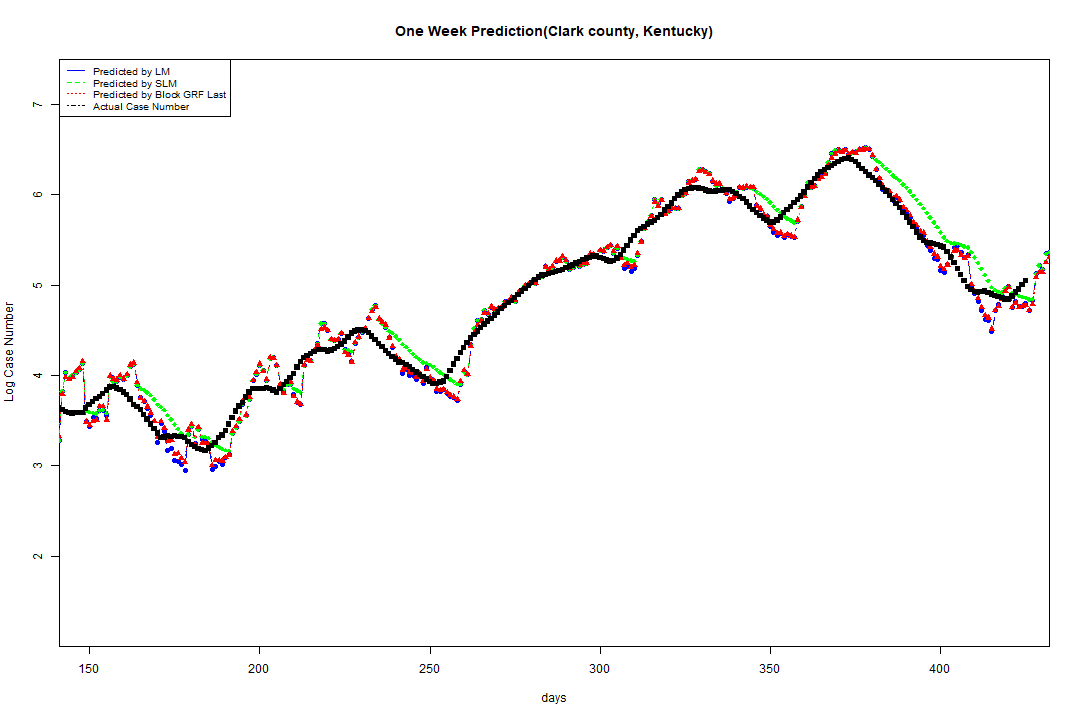 One Week Prediction(Clark county, Kentucky)
Predicted by LM
Predicted by SLM
Predicted by Block GRF Last
Actual Case Number
7
6
5
4
3
2
Log Case Number
150 200 250 300 350 400
days